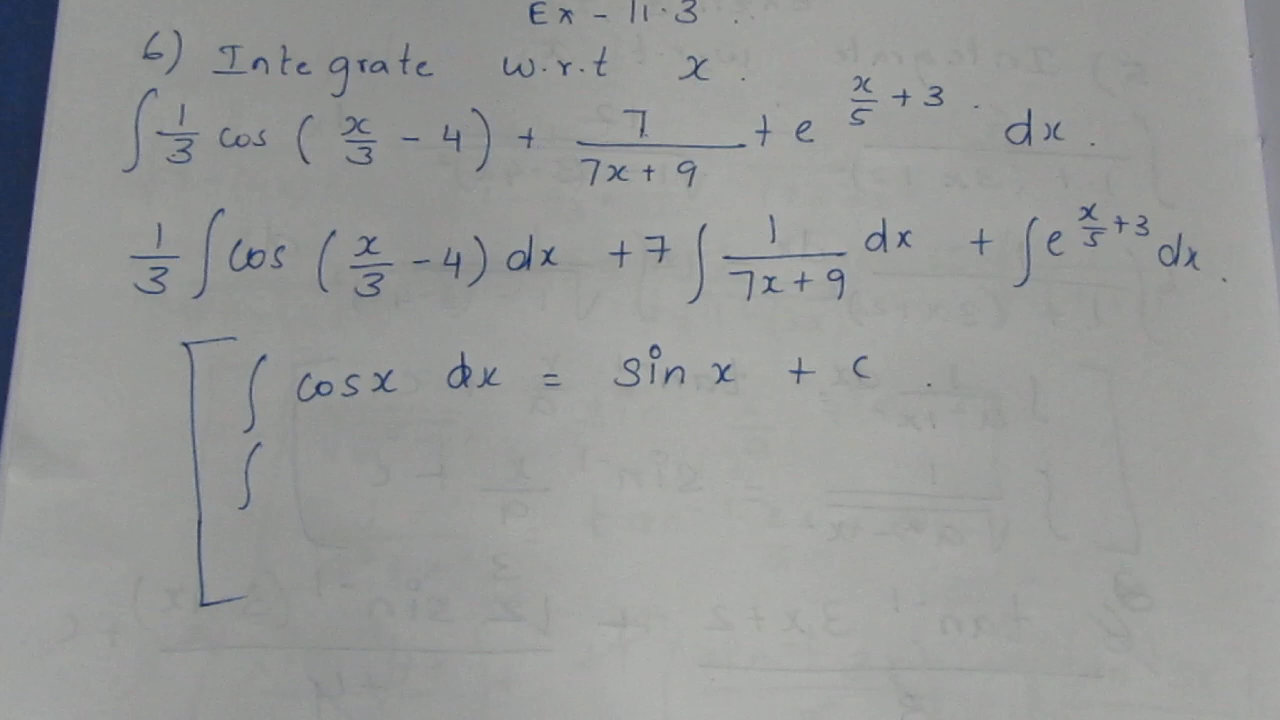 Ex - 11.3 .
6) Integrate w.r.t x .
∫ 1/3 cos ( x/3 - 4 ) + 7/(7x + 9) + e^(x/5 + 3) . dx .
1/3 ∫ cos ( x/3 - 4 ) dx + 7 ∫ 1/(7x + 9) dx + ∫ e^(x/5 + 3) dx .
[ ∫ cosx dx = sin x + c .
∫